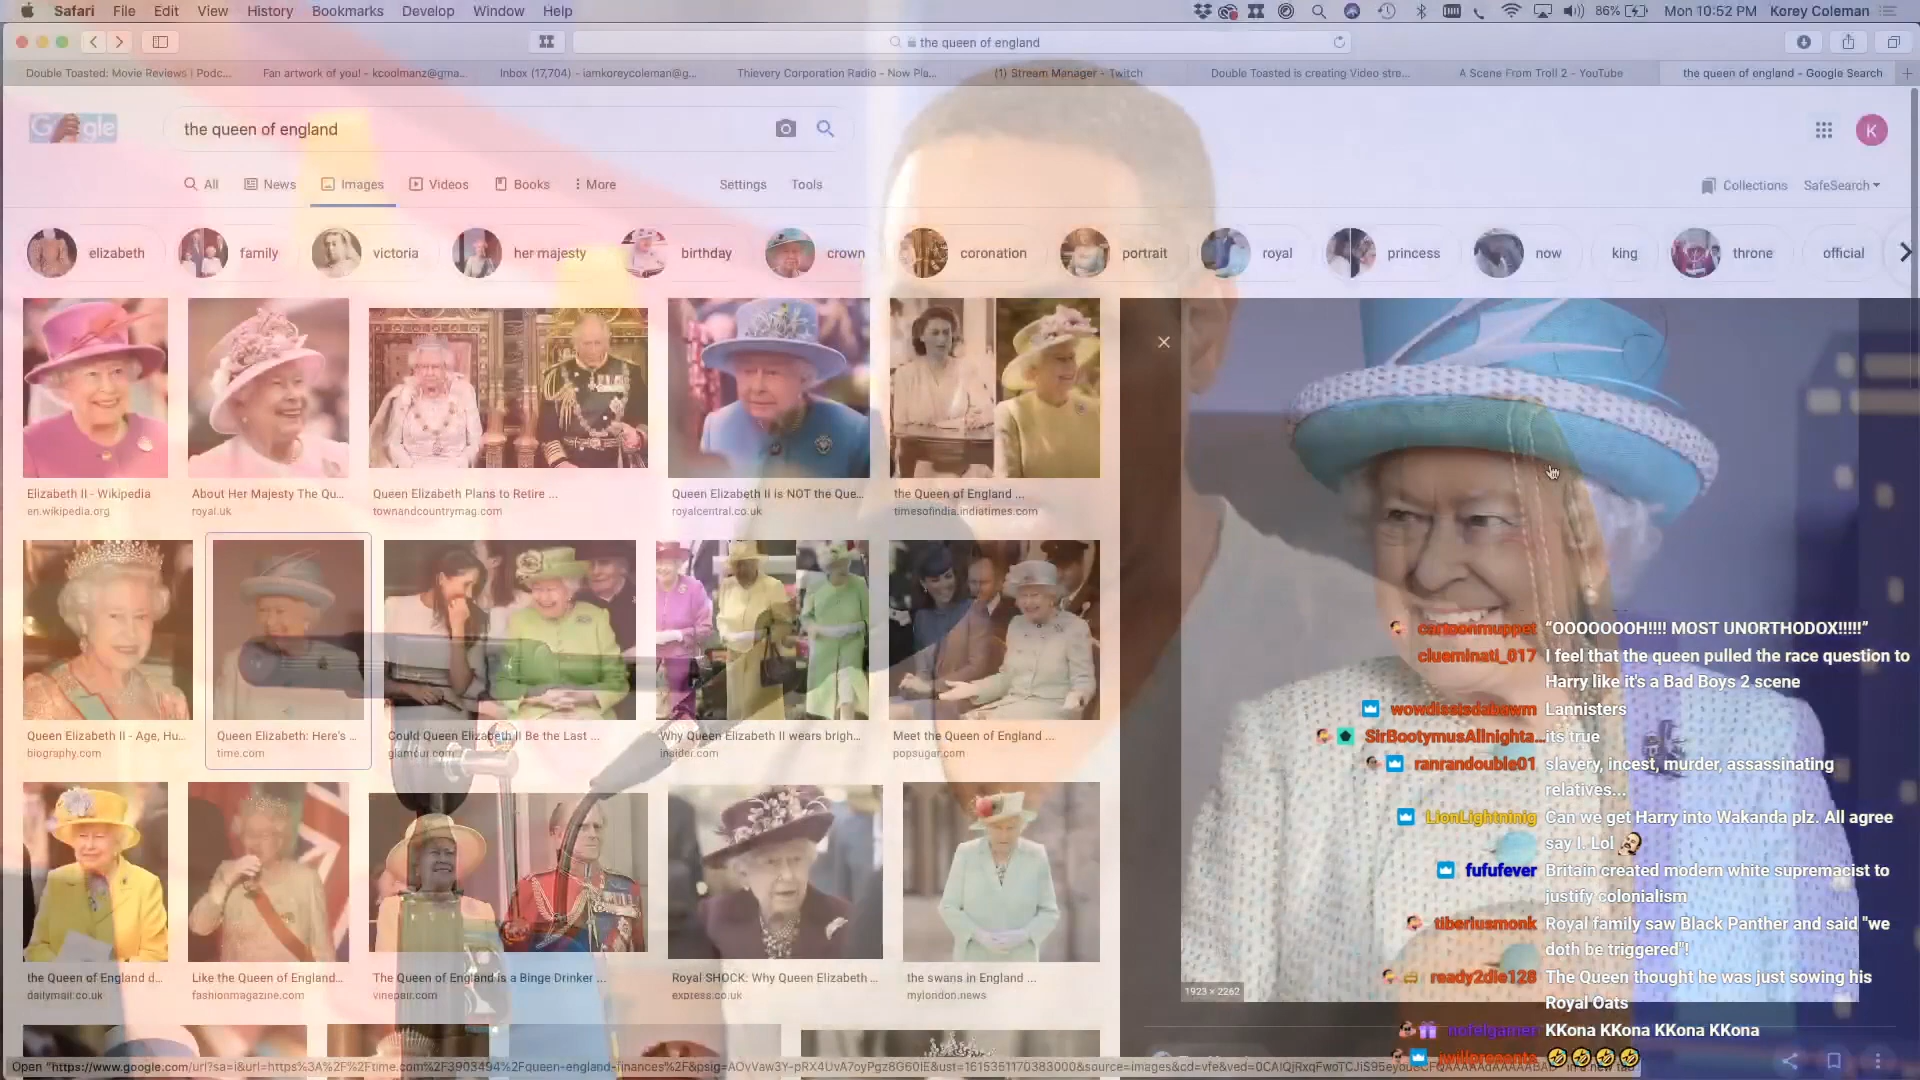 Safari File Edit View History Bookmarks Develop Window Help
86% Mon 10:52 PM Korey Coleman
the queen of england
Double Toasted: Movie Reviews | Podc...
Fan artwork of you! - kcoolmanz@gma...
Inbox (17,704) - iamkoreycoleman@g...
Thievery Corporation Radio - Now Pla...
(1) Stream Manager - Twitch
Double Toasted is creating Video stre...
A Scene From Troll 2 - YouTube
the queen of england - Google Search
the queen of england
K
All News Images Videos Books More Settings Tools
Collections SafeSearch
elizabeth family victoria her majesty birthday crown coronation portrait royal princess now king throne official
Elizabeth II - Wikipedia
en.wikipedia.org
About Her Majesty The Qu...
royal.uk
Queen Elizabeth Plans to Retire ...
townandcountrymag.com
Queen Elizabeth II is NOT the Que...
royalcentral.co.uk
the Queen of England ...
timesofindia.indiatimes.com
Queen Elizabeth II - Age, Hu...
biography.com
Queen Elizabeth: Here's ...
time.com
Could Queen Elizabeth II Be the Last ...
glamour.com
Why Queen Elizabeth II wears brigh...
insider.com
Meet the Queen of England ...
popsugar.com
the Queen of England d...
dailymail.co.uk
Like the Queen of England...
fashionmagazine.com
The Queen of England is a Binge Drinker ...
vinepair.com
Royal SHOCK: Why Queen Elizabeth ...
express.co.uk
the swans in England ...
mylondon.news
1923 × 2262
cartoonmuppet “OOOOOOOH!!!! MOST UNORTHODOX!!!!!”
clueminati_017 I feel that the queen pulled the race question to
Harry like it's a Bad Boys 2 scene
wowdissisdabawm Lannisters
SirBootymusAllnighta... its true
ranrandouble01 slavery, incest, murder, assassinating
relatives...
LionLightninig Can we get Harry into Wakanda plz. All agree
say I. Lol
fufufever Britain created modern white supremacist to
justify colonialism
tiberiusmonk Royal family saw Black Panther and said "we
doth be triggered"!
ready2die128 The Queen thought he was just sowing his
Royal Oats
nofelgamer KKona KKona KKona KKona